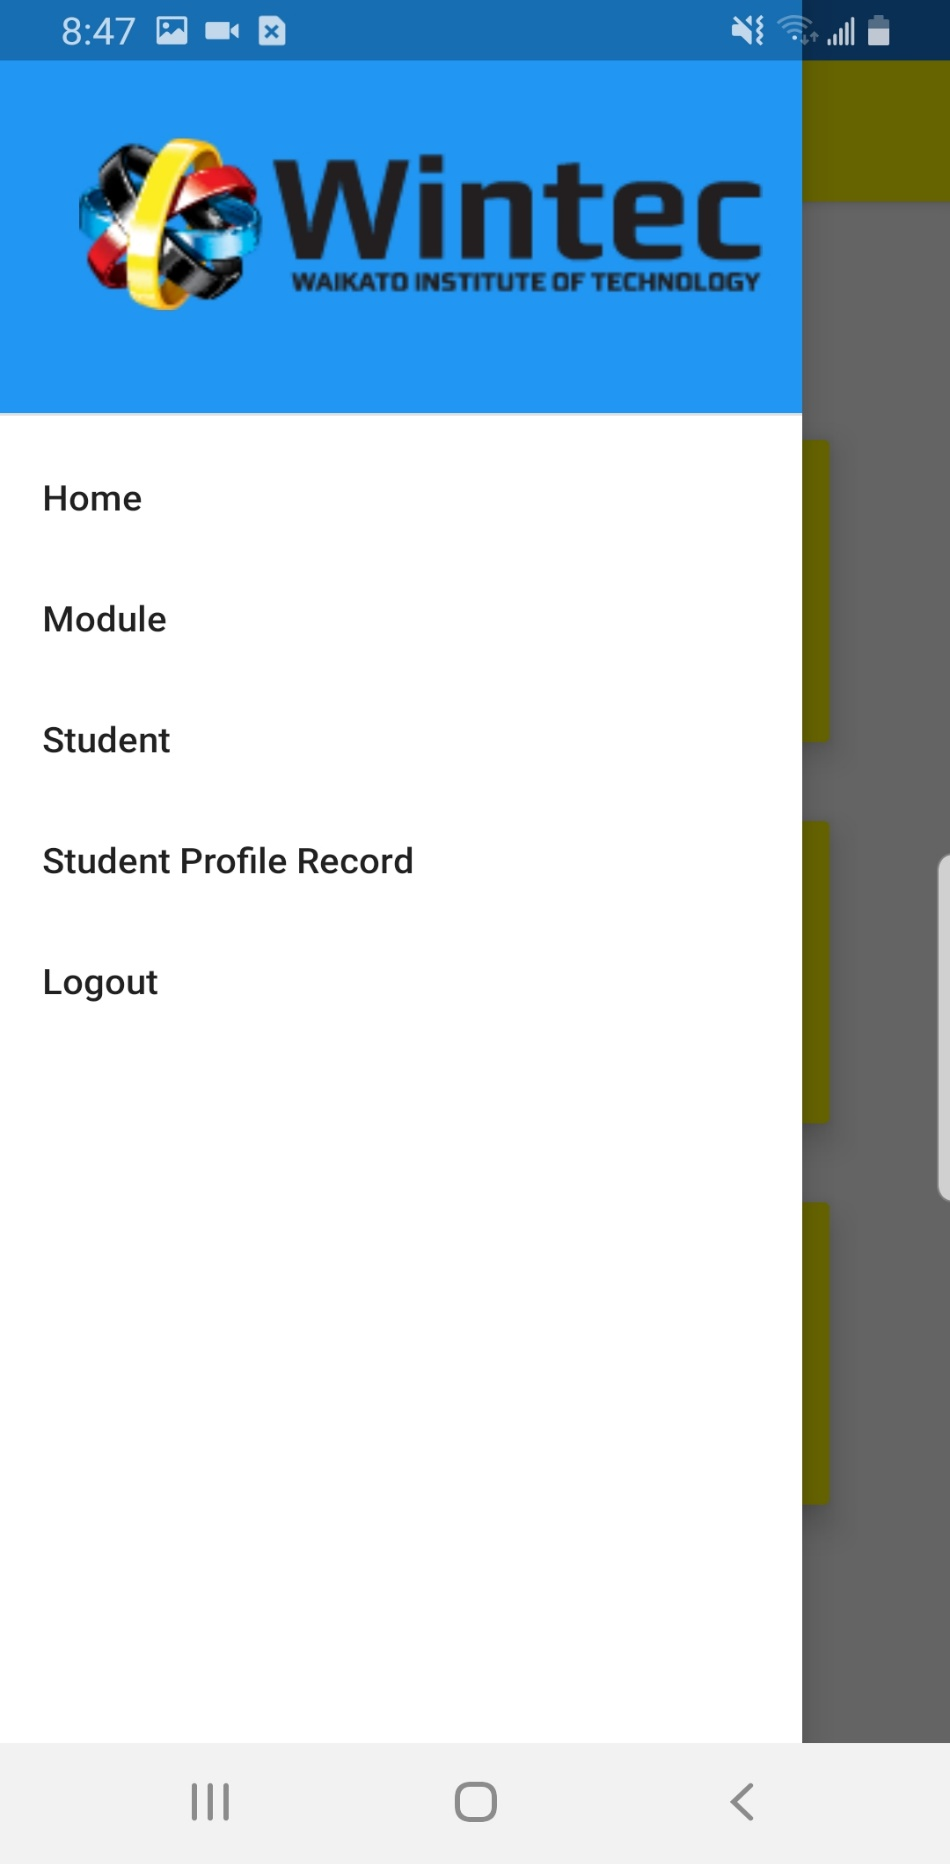 8:47
Wintec
WAIKATO INSTITUTE OF TECHNOLOGY
Home
Module
Student
Student Profile Record
Logout